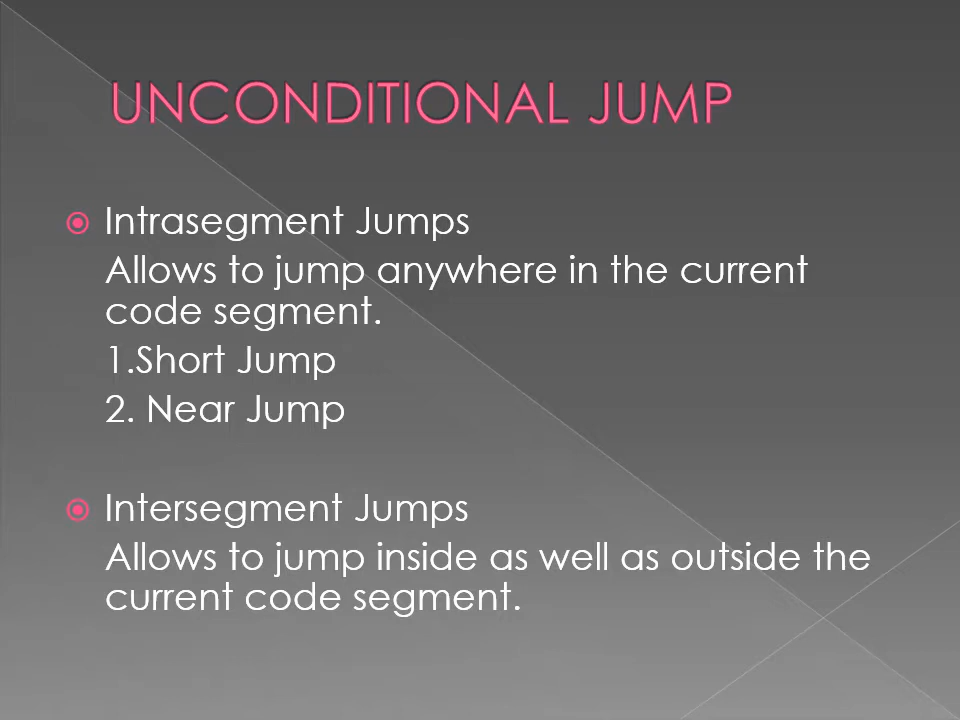 UNCONDITIONAL JUMP
Intrasegment Jumps
Allows to jump anywhere in the current
code segment.
1.Short Jump
2. Near Jump
Intersegment Jumps
Allows to jump inside as well as outside the
current code segment.